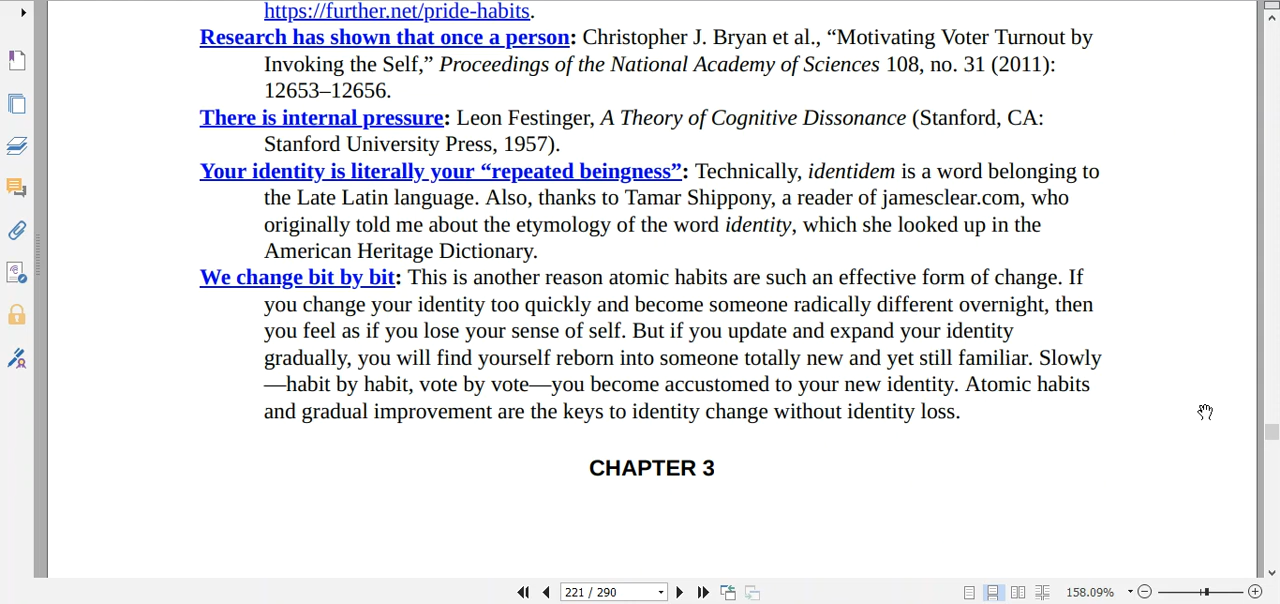 https://further.net/pride-habits.
Research has shown that once a person: Christopher J. Bryan et al., “Motivating Voter Turnout by
Invoking the Self,” Proceedings of the National Academy of Sciences 108, no. 31 (2011):
12653–12656.
There is internal pressure: Leon Festinger, A Theory of Cognitive Dissonance (Stanford, CA:
Stanford University Press, 1957).
Your identity is literally your “repeated beingness”: Technically, identidem is a word belonging to
the Late Latin language. Also, thanks to Tamar Shippony, a reader of jamesclear.com, who
originally told me about the etymology of the word identity, which she looked up in the
American Heritage Dictionary.
We change bit by bit: This is another reason atomic habits are such an effective form of change. If
you change your identity too quickly and become someone radically different overnight, then
you feel as if you lose your sense of self. But if you update and expand your identity
gradually, you will find yourself reborn into someone totally new and yet still familiar. Slowly
—habit by habit, vote by vote—you become accustomed to your new identity. Atomic habits
and gradual improvement are the keys to identity change without identity loss.
CHAPTER 3
221 / 290
158.09%